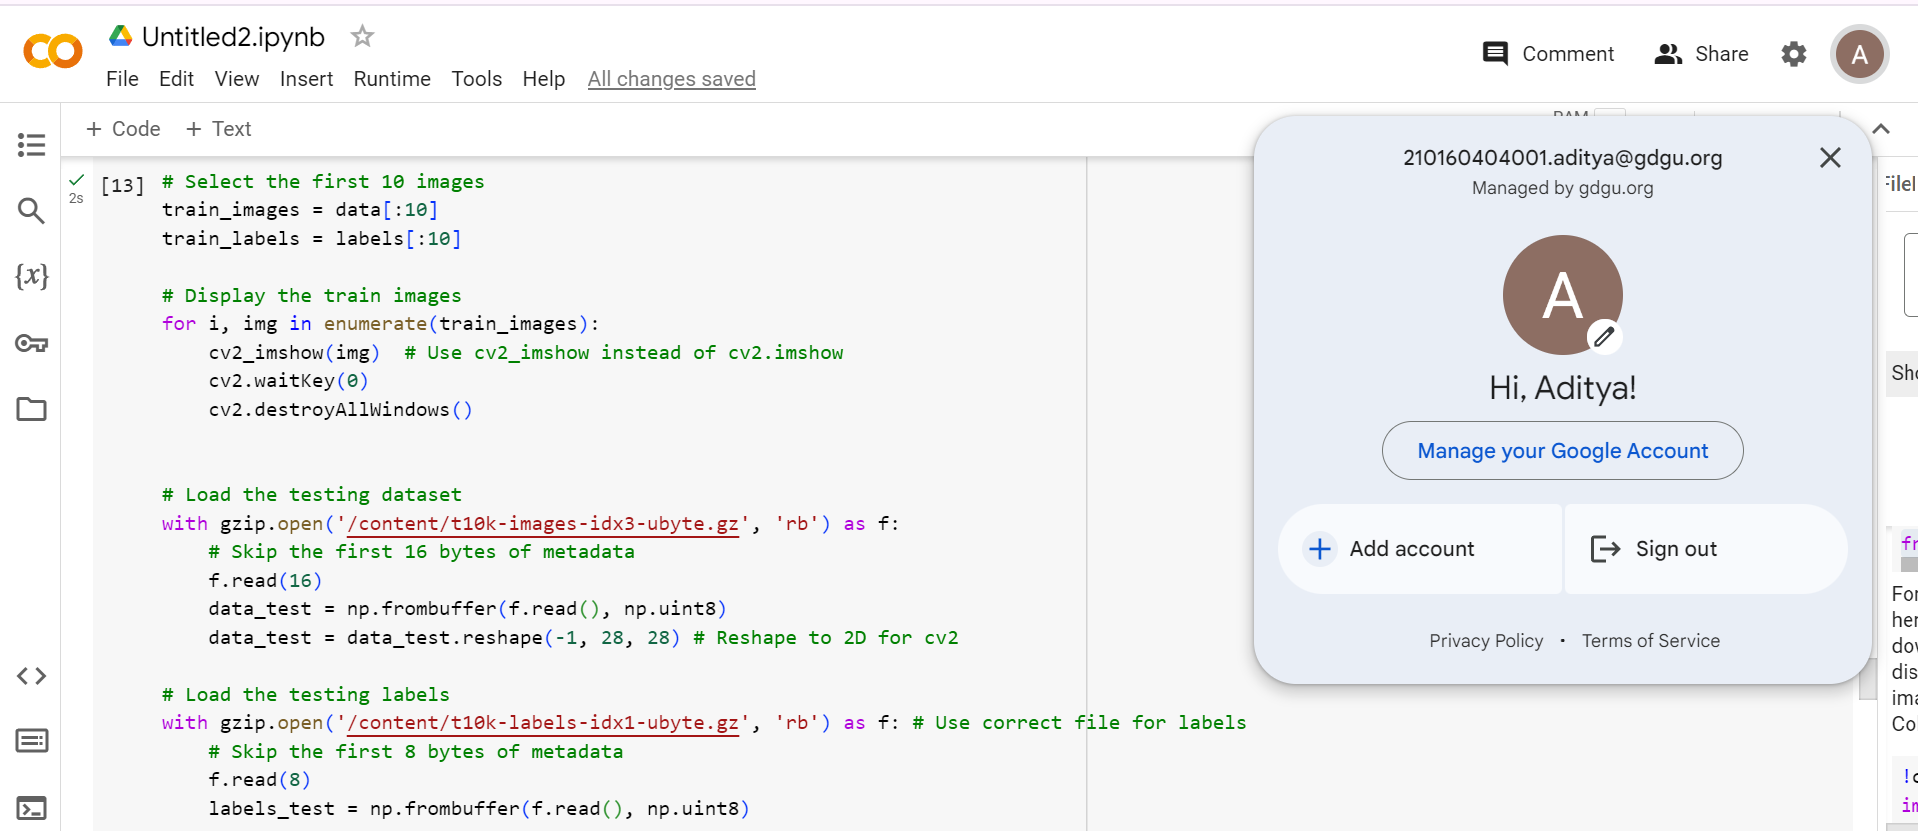 Untitled2.ipynb
File Edit View Insert Runtime Tools Help All changes saved
Comment Share A
+ Code + Text
RAM
[13]
2s
# Select the first 10 images
train_images = data[:10]
train_labels = labels[:10]
# Display the train images
for i, img in enumerate(train_images):
cv2_imshow(img) # Use cv2_imshow instead of cv2.imshow
cv2.waitKey(0)
cv2.destroyAllWindows()
# Load the testing dataset
with gzip.open('/content/t10k-images-idx3-ubyte.gz', 'rb') as f:
# Skip the first 16 bytes of metadata
f.read(16)
data_test = np.frombuffer(f.read(), np.uint8)
data_test = data_test.reshape(-1, 28, 28) # Reshape to 2D for cv2
# Load the testing labels
with gzip.open('/content/t10k-labels-idx1-ubyte.gz', 'rb') as f: # Use correct file for labels
# Skip the first 8 bytes of metadata
f.read(8)
labels_test = np.frombuffer(f.read(), np.uint8)
{x}
210160404001.aditya@gdgu.org
Managed by gdgu.org
A
Hi, Aditya!
Manage your Google Account
+ Add account
Sign out
Privacy Policy • Terms of Service
Sho
fr
For
her
dov
dis
ima
Co